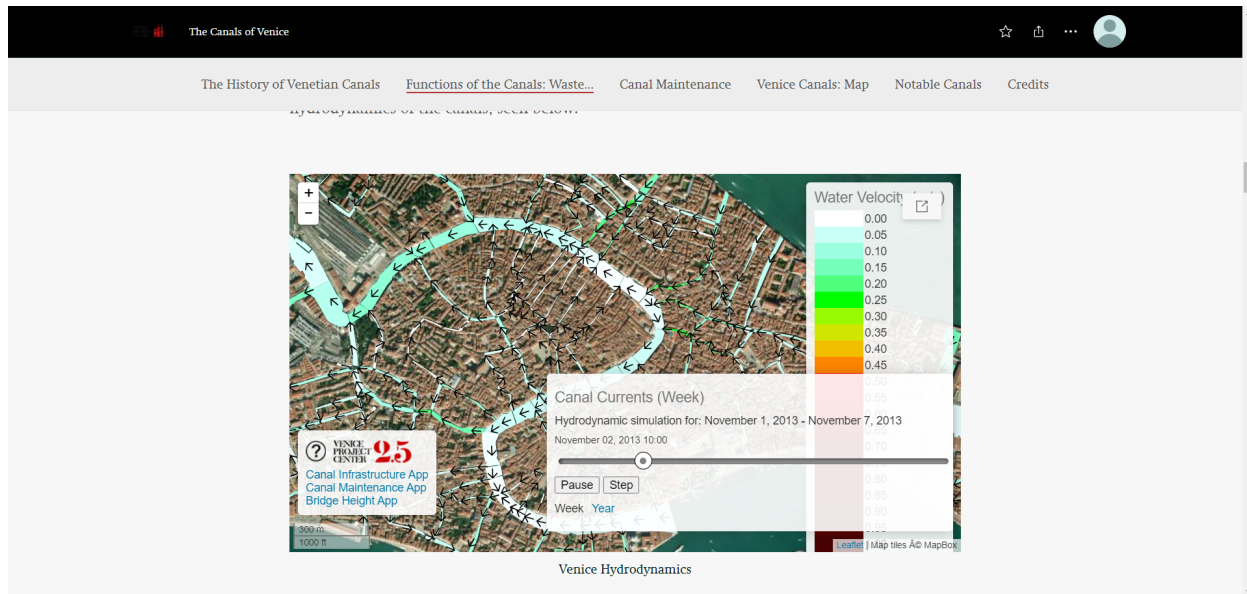 The Canals of Venice
The History of Venetian Canals
Functions of the Canals: Waste...
Canal Maintenance
Venice Canals: Map
Notable Canals
Credits
hydrodynamics of the canals, seen below.
+
−
Water Velocity
0.00
0.05
0.10
0.15
0.20
0.25
0.30
0.35
0.40
0.45
0.50
0.55
Canal Currents (Week)
Hydrodynamic simulation for: November 1, 2013 - November 7, 2013
November 02, 2013 10:00
0.70
0.80
0.85
0.90
0.95
Pause Step
Week Year
? VENICE PROJECT CENTER 2.5
Canal Infrastructure App
Canal Maintenance App
Bridge Height App
300 m
1000 ft
Leaflet | Map tiles Â© MapBox
Venice Hydrodynamics